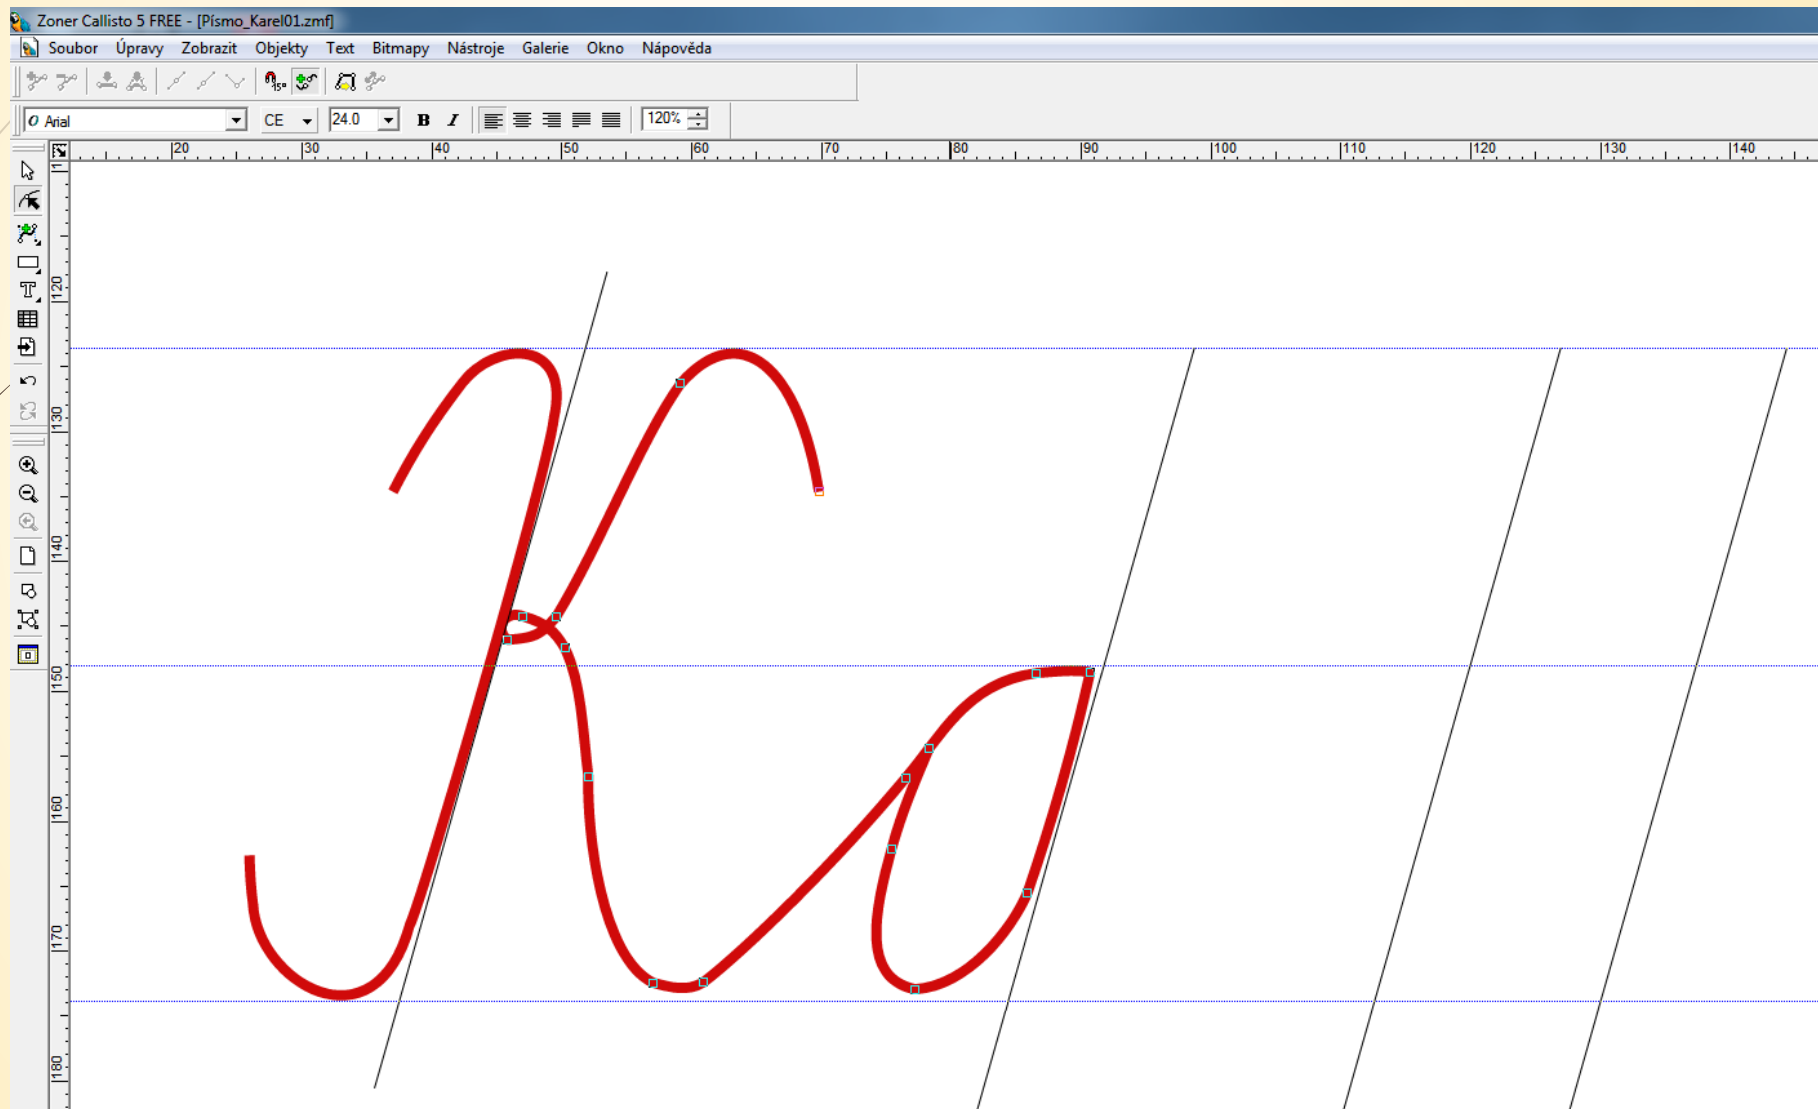 Zoner Callisto 5 FREE - [Písmo_Karel01.zmf]
Soubor Úpravy Zobrazit Objekty Text Bitmapy Nástroje Galerie Okno Nápověda
15°
O Arial CE 24.0 B I 120%
20 30 40 50 60 70 80 90 100 110 120 130 140
120
130
140
150
160
170
180
Ka